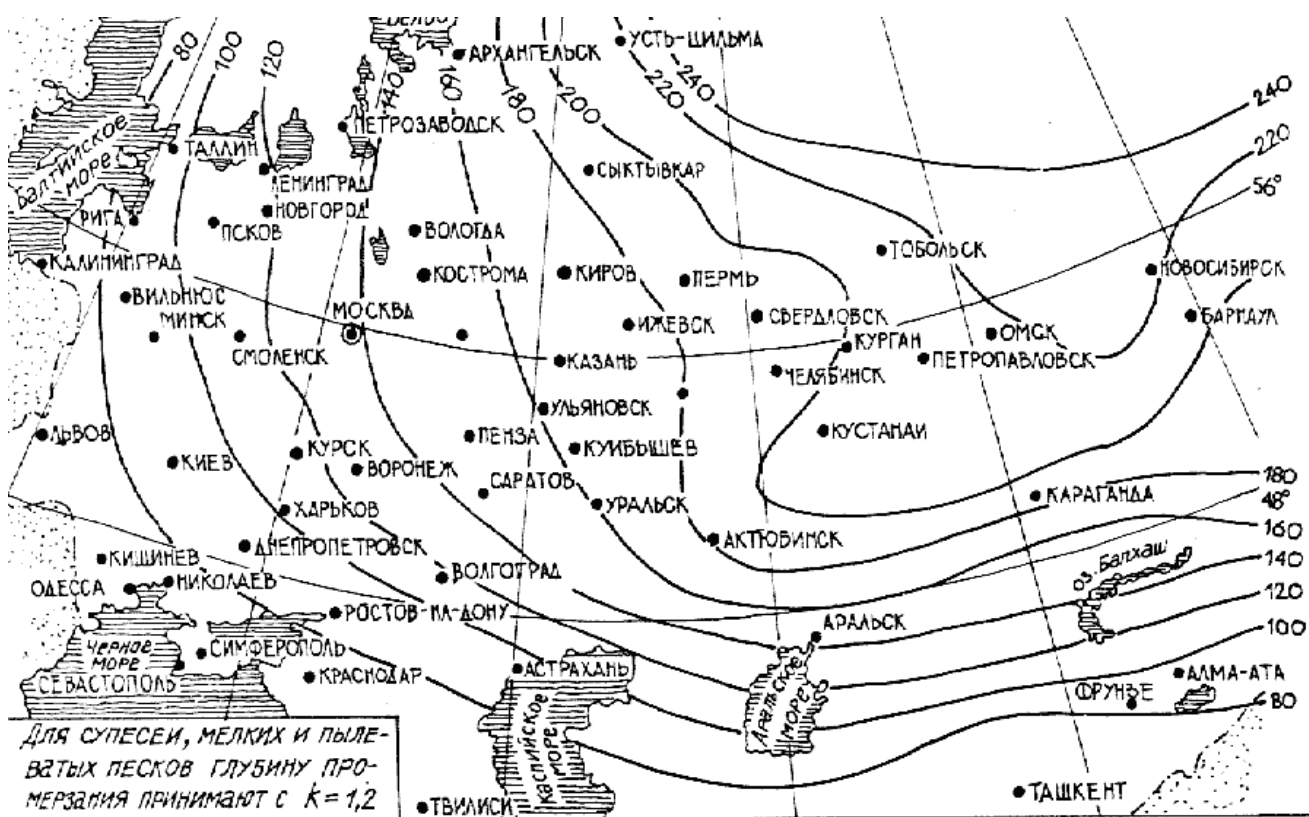 БЕЛОЕ
80
100
120
140
160
180
200
220
240
АРХАНГЕЛЬСК
УСТЬ-ЦИЛЬМА
240
220
56°
ПЕТРОЗАВОДСК
ТАЛЛИН
БАЛТИЙСКОЕ
МОРЕ
ЛЕНИНГРАД
СЫКТЫВКАР
РИГА
ПСКОВ
НОВГОРОД
ВОЛОГДА
ТОБОЛЬСК
КАЛИНИНГРАД
КОСТРОМА
КИРОВ
ПЕРМЬ
НОВОСИБИРСК
ВИЛЬНЮС
МИНСК
МОСКВА
СМОЛЕНСК
ИЖЕВСК
СВЕРДЛОВСК
КУРГАН
ОМСК
БАРНАУЛ
КАЗАНЬ
ЧЕЛЯБИНСК
ПЕТРОПАВЛОВСК
УЛЬЯНОВСК
ЛЬВОВ
КИЕВ
КУРСК
ВОРОНЕЖ
ПЕНЗА
КУЙБЫШЕВ
КУСТАНАЙ
САРАТОВ
УРАЛЬСК
КАРАГАНДА
180
48°
160
140
120
100
80
ХАРЬКОВ
ДНЕПРОПЕТРОВСК
АКТЮБИНСК
КИШИНЕВ
ОДЕССА
НИКОЛАЕВ
ВОЛГОГРАД
ОЗ. БАЛХАШ
РОСТОВ-НА-ДОНУ
АРАЛЬСК
ЧЕРНОЕ
МОРЕ
СИМФЕРОПОЛЬ
СЕВАСТОПОЛЬ
КРАСНОДАР
АСТРАХАНЬ
АРАЛЬСКОЕ
МОРЕ
АЛМА-АТА
ФРУНЗЕ
КАСПИЙСКОЕ
МОРЕ
ТБИЛИСИ
ТАШКЕНТ
ДЛЯ СУПЕСЕЙ, МЕЛКИХ И ПЫЛЕ-
ВАТЫХ ПЕСКОВ ГЛУБИНУ ПРО-
МЕРЗАНИЯ ПРИНИМАЮТ С k=1,2